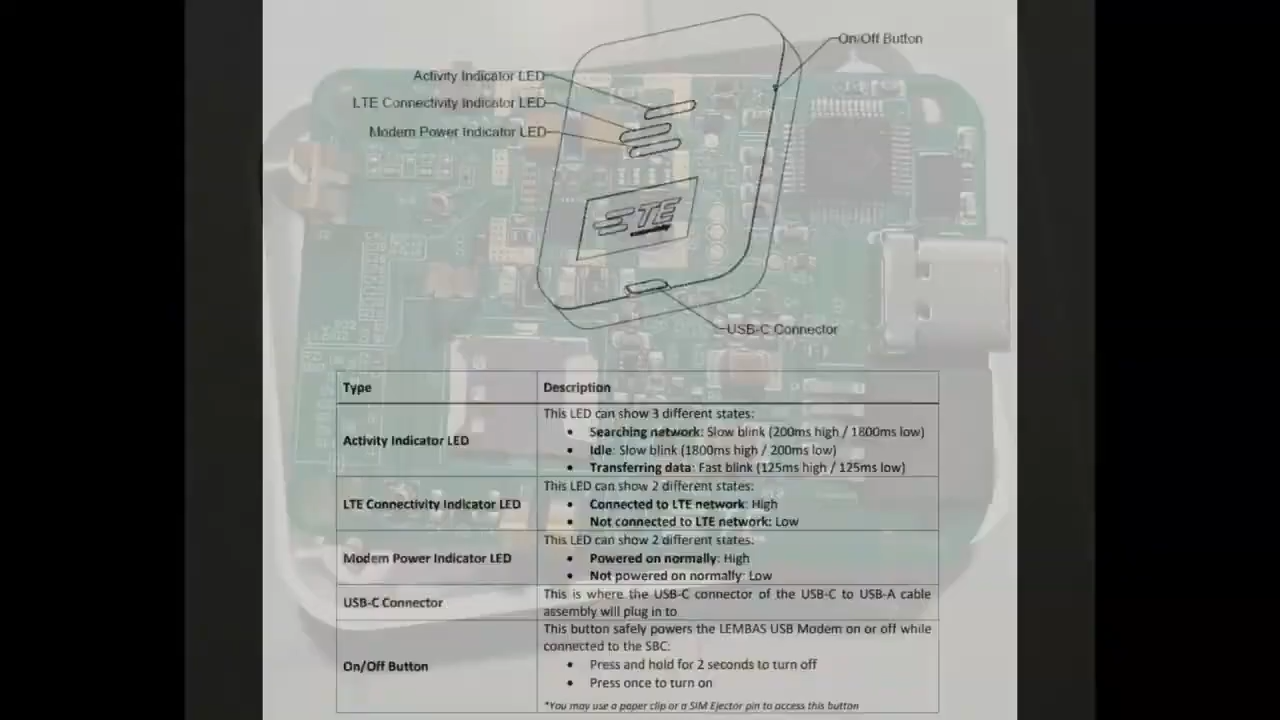 On/Off Button
Activity Indicator LED
LTE Connectivity Indicator LED
Modem Power Indicator LED
TE
USB-C Connector
Type Description
Activity Indicator LED
This LED can show 3 different states:
• Searching network: Slow blink (200ms high / 1800ms low)
• Idle: Slow blink (1800ms high / 200ms low)
• Transferring data: Fast blink (125ms high / 125ms low)
LTE Connectivity Indicator LED
This LED can show 2 different states:
• Connected to LTE network: High
• Not connected to LTE network: Low
Modem Power Indicator LED
This LED can show 2 different states:
• Powered on normally: High
• Not powered on normally: Low
USB-C Connector
This is where the USB-C connector of the USB-C to USB-A cable
assembly will plug in to
On/Off Button
This button safely powers the LEMBAS USB Modem on or off while
connected to the SBC:
• Press and hold for 2 seconds to turn off
• Press once to turn on
*You may use a paper clip or a SIM Ejector pin to access this button